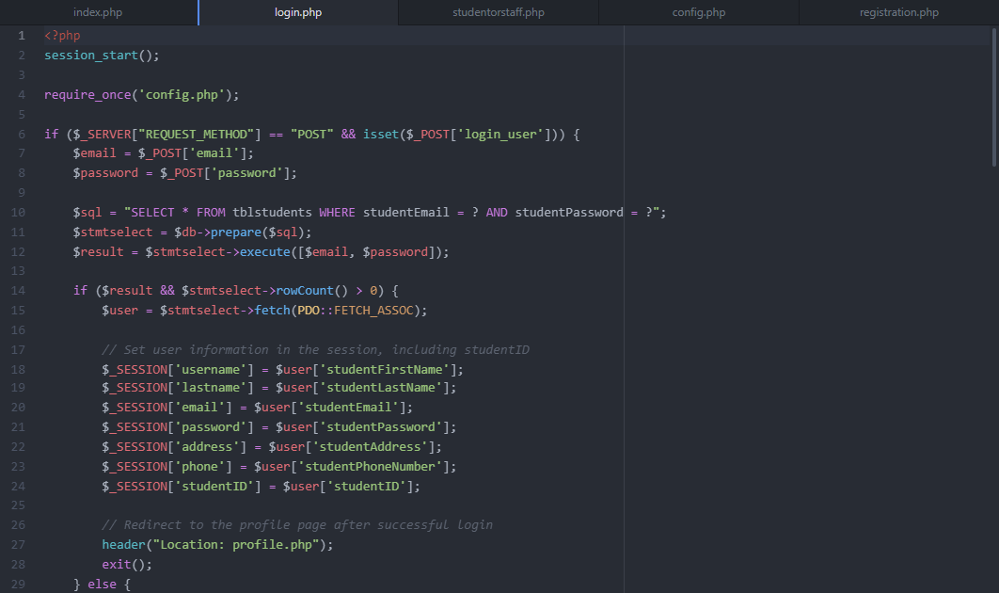 index.php login.php studentorstaff.php config.php registration.php
1 <?php
2 session_start();
3
4 require_once('config.php');
5
6 if ($_SERVER["REQUEST_METHOD"] == "POST" && isset($_POST['login_user'])) {
7     $email = $_POST['email'];
8     $password = $_POST['password'];
9
10     $sql = "SELECT * FROM tblstudents WHERE studentEmail = ? AND studentPassword = ?";
11     $stmtselect = $db->prepare($sql);
12     $result = $stmtselect->execute([$email, $password]);
13
14     if ($result && $stmtselect->rowCount() > 0) {
15         $user = $stmtselect->fetch(PDO::FETCH_ASSOC);
16
17         // Set user information in the session, including studentID
18         $_SESSION['username'] = $user['studentFirstName'];
19         $_SESSION['lastname'] = $user['studentLastName'];
20         $_SESSION['email'] = $user['studentEmail'];
21         $_SESSION['password'] = $user['studentPassword'];
22         $_SESSION['address'] = $user['studentAddress'];
23         $_SESSION['phone'] = $user['studentPhoneNumber'];
24         $_SESSION['studentID'] = $user['studentID'];
25
26         // Redirect to the profile page after successful login
27         header("Location: profile.php");
28         exit();
29     } else {